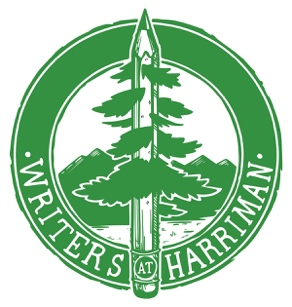 · WRITERS AT HARRIMAN ·